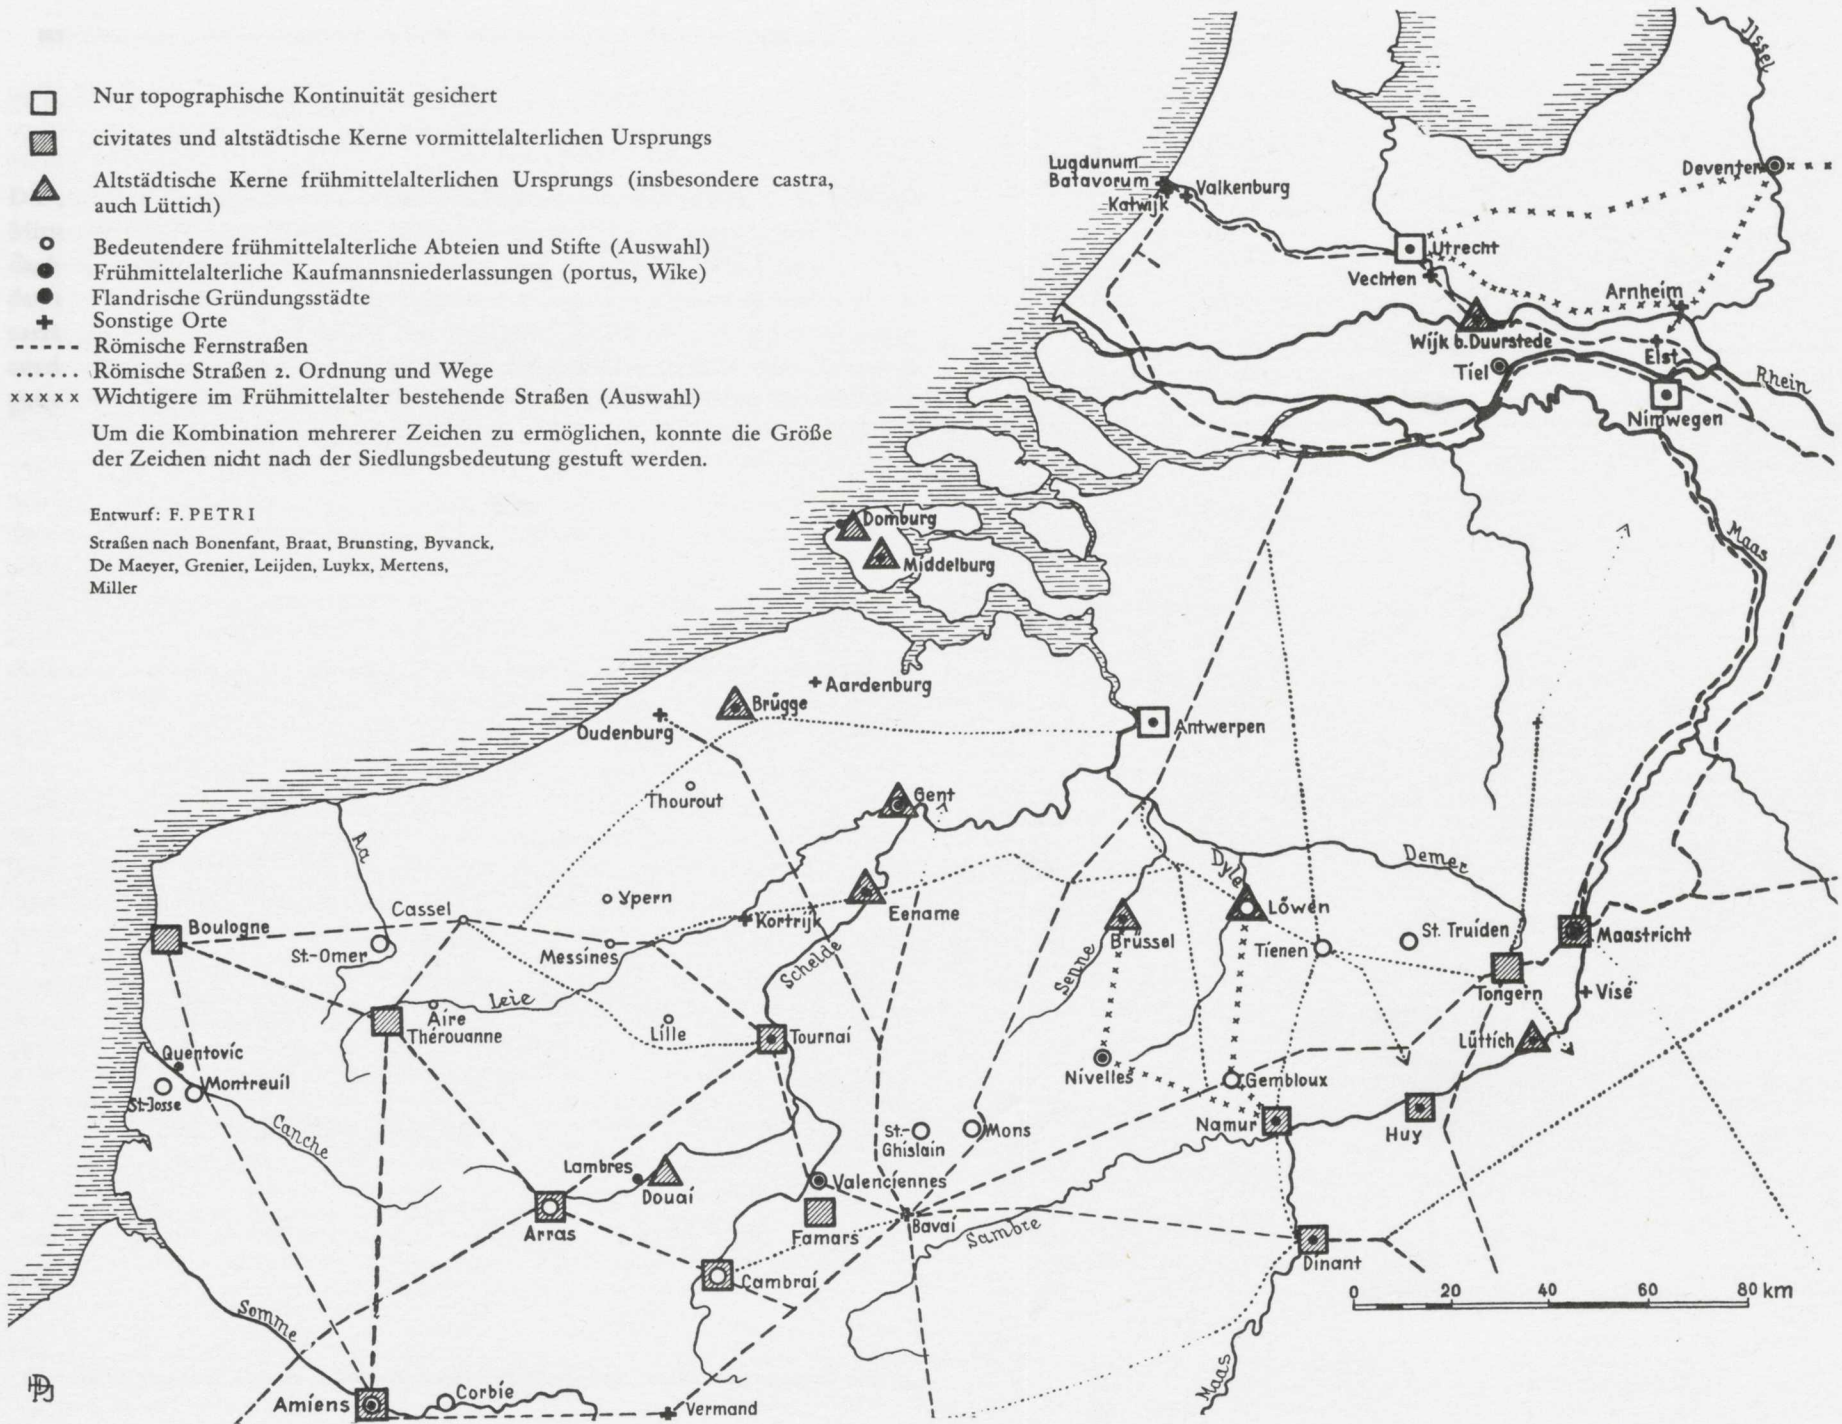 Nur topographische Kontinuität gesichert
civitates und altstädtische Kerne vormittelalterlichen Ursprungs
Altstädtische Kerne frühmittelalterlichen Ursprungs (insbesondere castra,
auch Lüttich)
Bedeutendere frühmittelalterliche Abteien und Stifte (Auswahl)
Frühmittelalterliche Kaufmannsniederlassungen (portus, Wike)
Flandrische Gründungsstädte
Sonstige Orte
Römische Fernstraßen
Römische Straßen 2. Ordnung und Wege
Wichtigere im Frühmittelalter bestehende Straßen (Auswahl)
Um die Kombination mehrerer Zeichen zu ermöglichen, konnte die Größe
der Zeichen nicht nach der Siedlungsbedeutung gestuft werden.
Entwurf: F. PETRI
Straßen nach Bonenfant, Braat, Brunsting, Byvanck,
De Maeyer, Grenier, Leijden, Luykx, Mertens,
Miller
IJssel
Lugdunum
Batavorum
Katwijk
Valkenburg
Deventer
Utrecht
Vechten
Arnheim
Wijk b. Duurstede
Elst
Tiel
Rhein
Nimwegen
Maas
Domburg
Middelburg
Aardenburg
Brügge
Oudenburg
Antwerpen
Thourout
Gent
Aa
Ypern
Cassel
Kortrijk
Eename
Dyle
Demer
Boulogne
St.-Omer
Messines
Schelde
Senne
Brüssel
Löwen
Tienen
St. Truiden
Maastricht
Tongern
Visé
Leie
Aire
Thérouanne
Lille
Tournai
Lüttich
Quentovic
Montreuil
St-Josse
Nivelles
Gembloux
Canche
St.-
Ghislain
Mons
Namur
Huy
Lambres
Douai
Valenciennes
Arras
Famars
Bavai
Sambre
Dinant
Cambrai
0 20 40 60 80 km
Somme
Maas
Amiens
Corbie
Vermand